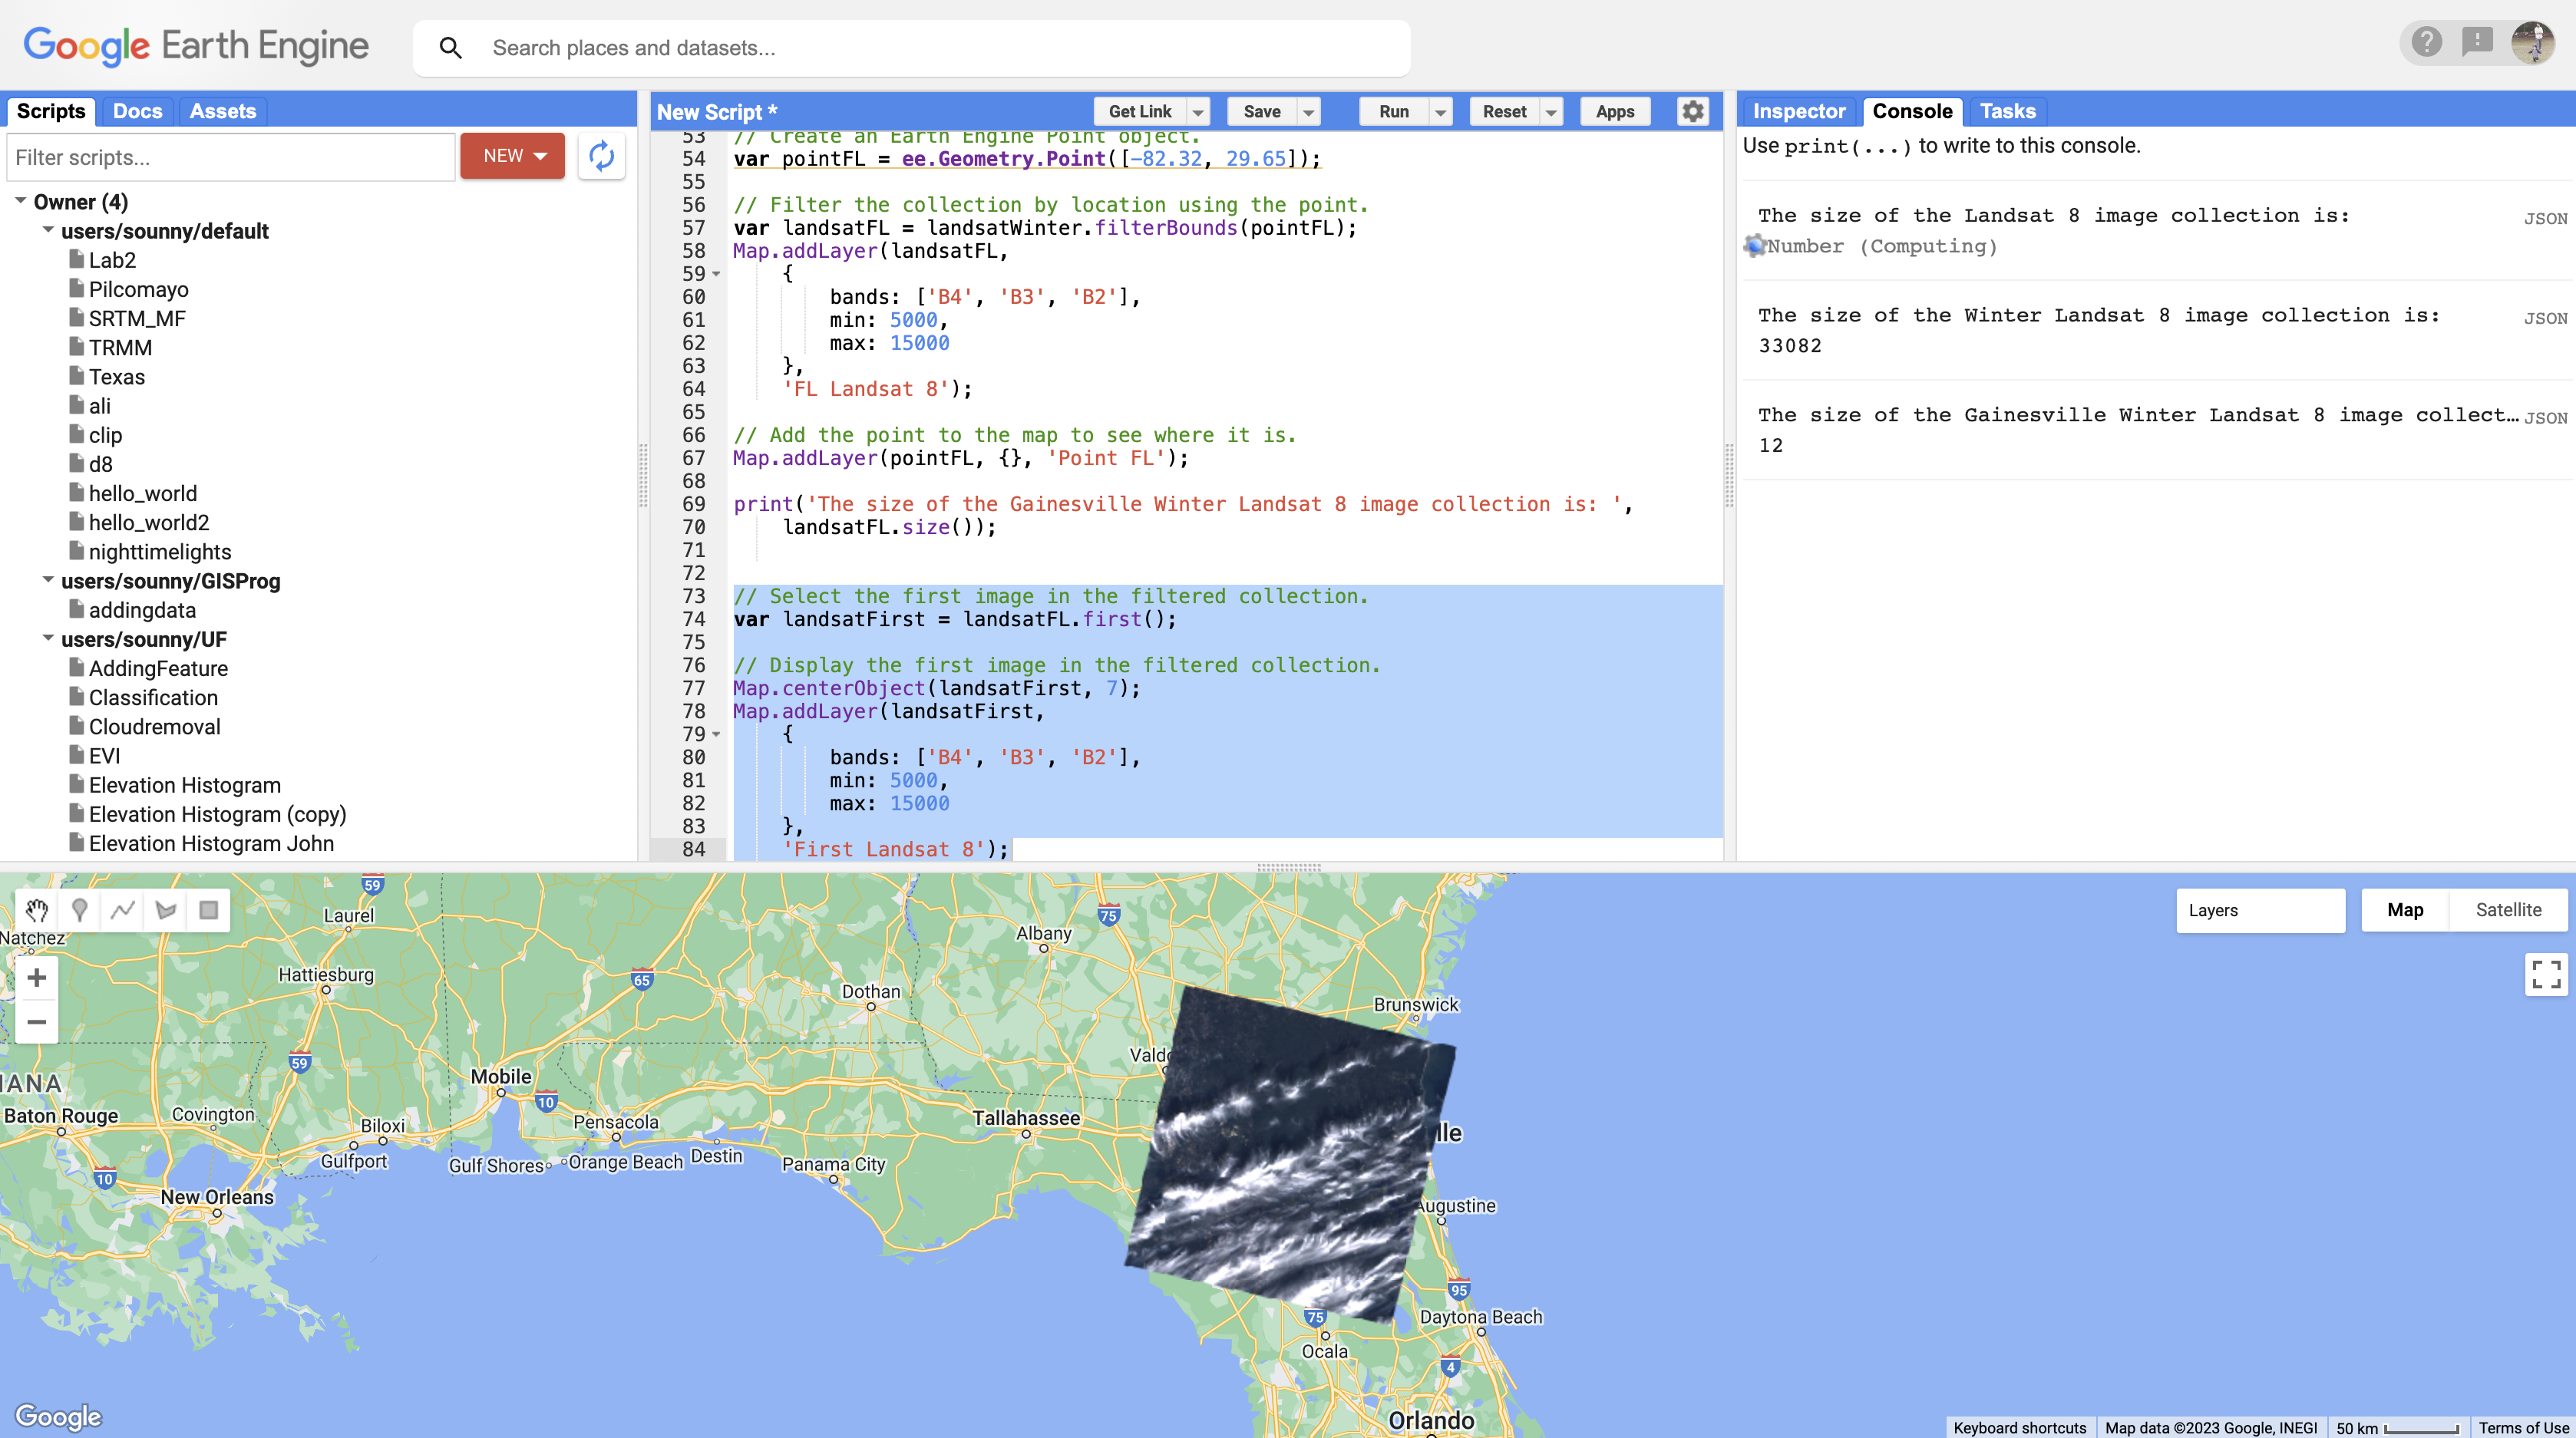 Google Earth Engine
Search places and datasets...
Scripts
Docs
Assets
Filter scripts...
NEW
Owner (4)
users/sounny/default
Lab2
Pilcomayo
SRTM_MF
TRMM
Texas
ali
clip
d8
hello_world
hello_world2
nighttimelights
users/sounny/GISProg
addingdata
users/sounny/UF
AddingFeature
Classification
Cloudremoval
EVI
Elevation Histogram
Elevation Histogram (copy)
Elevation Histogram John
New Script *
Get Link
Save
Run
Reset
Apps
53 // Create an Earth Engine Point object.
54 var pointFL = ee.Geometry.Point([-82.32, 29.65]);
55
56 // Filter the collection by location using the point.
57 var landsatFL = landsatWinter.filterBounds(pointFL);
58 Map.addLayer(landsatFL,
59 {
60 bands: ['B4', 'B3', 'B2'],
61 min: 5000,
62 max: 15000
63 },
64 'FL Landsat 8');
65
66 // Add the point to the map to see where it is.
67 Map.addLayer(pointFL, {}, 'Point FL');
68
69 print('The size of the Gainesville Winter Landsat 8 image collection is: ',
70 landsatFL.size());
71
72
73 // Select the first image in the filtered collection.
74 var landsatFirst = landsatFL.first();
75
76 // Display the first image in the filtered collection.
77 Map.centerObject(landsatFirst, 7);
78 Map.addLayer(landsatFirst,
79 {
80 bands: ['B4', 'B3', 'B2'],
81 min: 5000,
82 max: 15000
83 },
84 'First Landsat 8');
Inspector
Console
Tasks
Use print(...) to write to this console.
The size of the Landsat 8 image collection is:
JSON
Number (Computing)
The size of the Winter Landsat 8 image collection is:
JSON
33082
The size of the Gainesville Winter Landsat 8 image collect...
JSON
12
Layers
Map
Satellite
59
Laurel
75
Natchez
Albany
Hattiesburg
65
Dothan
Brunswick
59
Valdo
IANA
Mobile
10
Baton Rouge
Covington
Biloxi
Pensacola
Tallahassee
lle
Gulfport
Gulf Shores
Orange Beach
Destin
Panama City
10
New Orleans
Augustine
95
75
Daytona Beach
Ocala
4
Orlando
Google
Keyboard shortcuts
Map data ©2023 Google, INEGI
50 km
Terms of Use